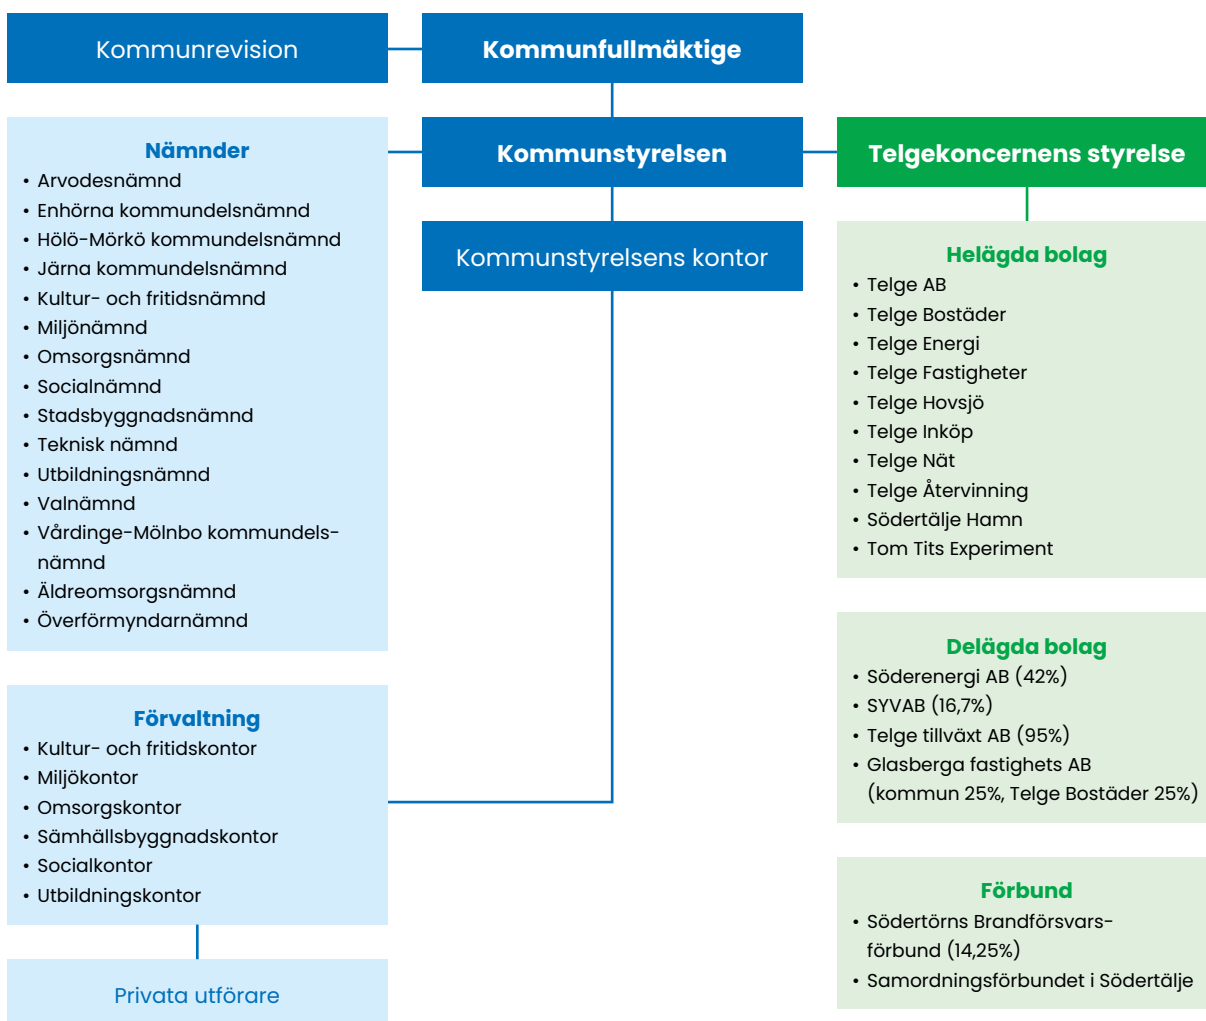 Kommunrevision
Kommunfullmäktige
Nämnder
• Arvodesnämnd
• Enhörna kommundelsnämnd
• Hölö-Mörkö kommundelsnämnd
• Järna kommundelsnämnd
• Kultur- och fritidsnämnd
• Miljönämnd
• Omsorgsnämnd
• Socialnämnd
• Stadsbyggnadsnämnd
• Teknisk nämnd
• Utbildningsnämnd
• Valnämnd
• Vårdinge-Mölnbo kommundels-
nämnd
• Äldreomsorgsnämnd
• Överförmyndarnämnd
Förvaltning
• Kultur- och fritidskontor
• Miljökontor
• Omsorgskontor
• Sämhällsbyggnadskontor
• Socialkontor
• Utbildningskontor
Privata utförare
Kommunstyrelsen
Kommunstyrelsens kontor
Telgekoncernens styrelse
Helägda bolag
• Telge AB
• Telge Bostäder
• Telge Energi
• Telge Fastigheter
• Telge Hovsjö
• Telge Inköp
• Telge Nät
• Telge Återvinning
• Södertälje Hamn
• Tom Tits Experiment
Delägda bolag
• Söderenergi AB (42%)
• SYVAB (16,7%)
• Telge tillväxt AB (95%)
• Glasberga fastighets AB
(kommun 25%, Telge Bostäder 25%)
Förbund
• Södertörns Brandförsvars-
förbund (14,25%)
• Samordningsförbundet i Södertälje